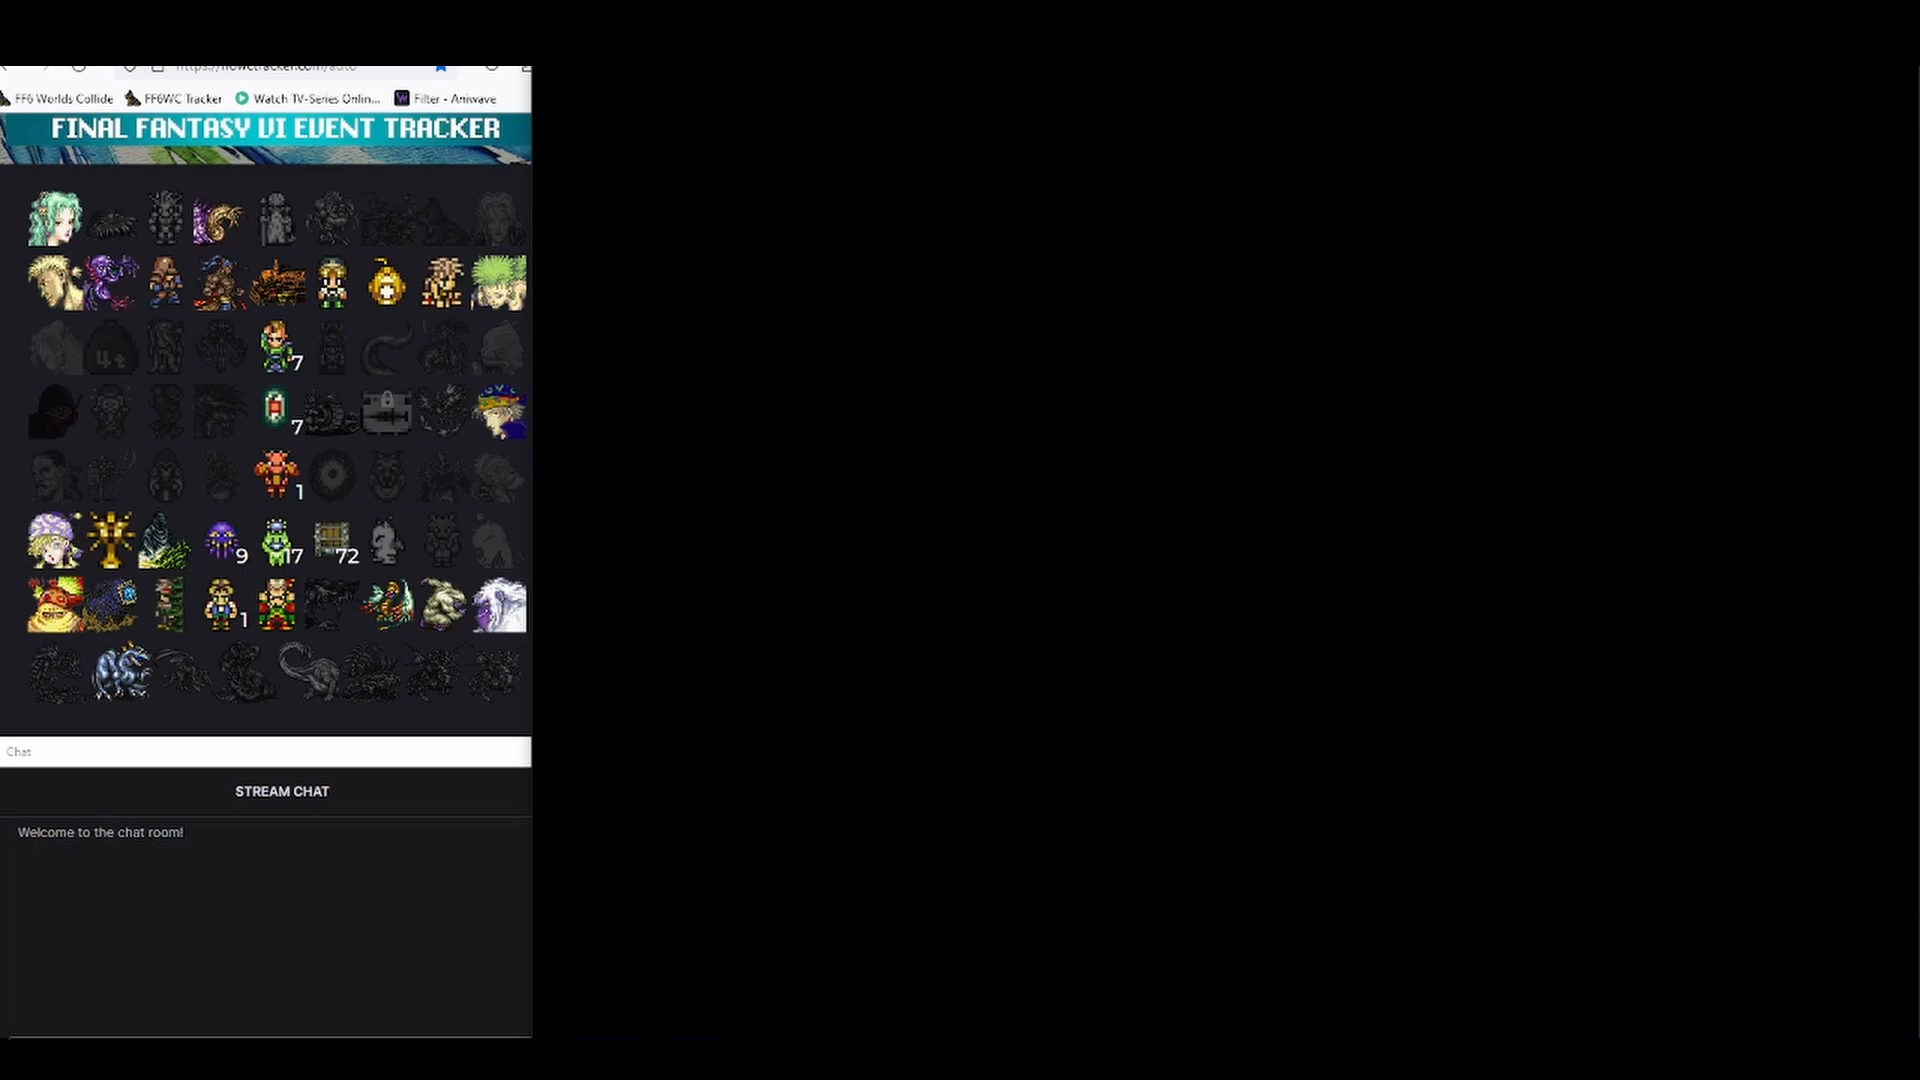 FF6 Worlds Collide FF6WC Tracker Watch TV-Series Onlin... W Filter - Aniwave
FINAL FANTASY VI EVENT TRACKER
4+
7
7
1
9 17 72
1
Chat
STREAM CHAT
Welcome to the chat room!